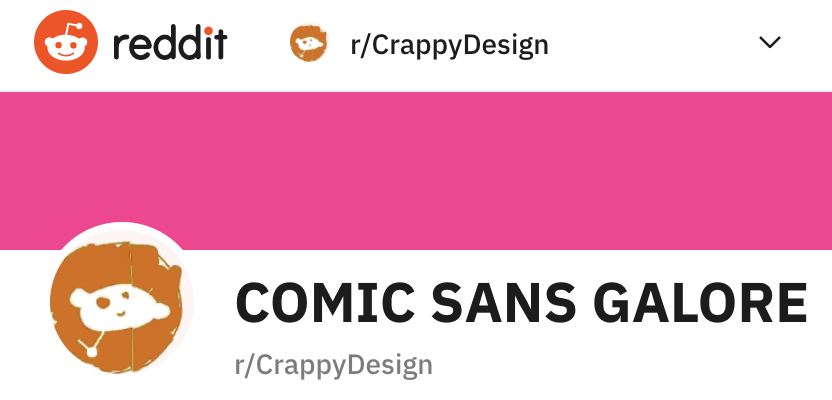 reddit r/CrappyDesign
COMIC SANS GALORE
r/CrappyDesign